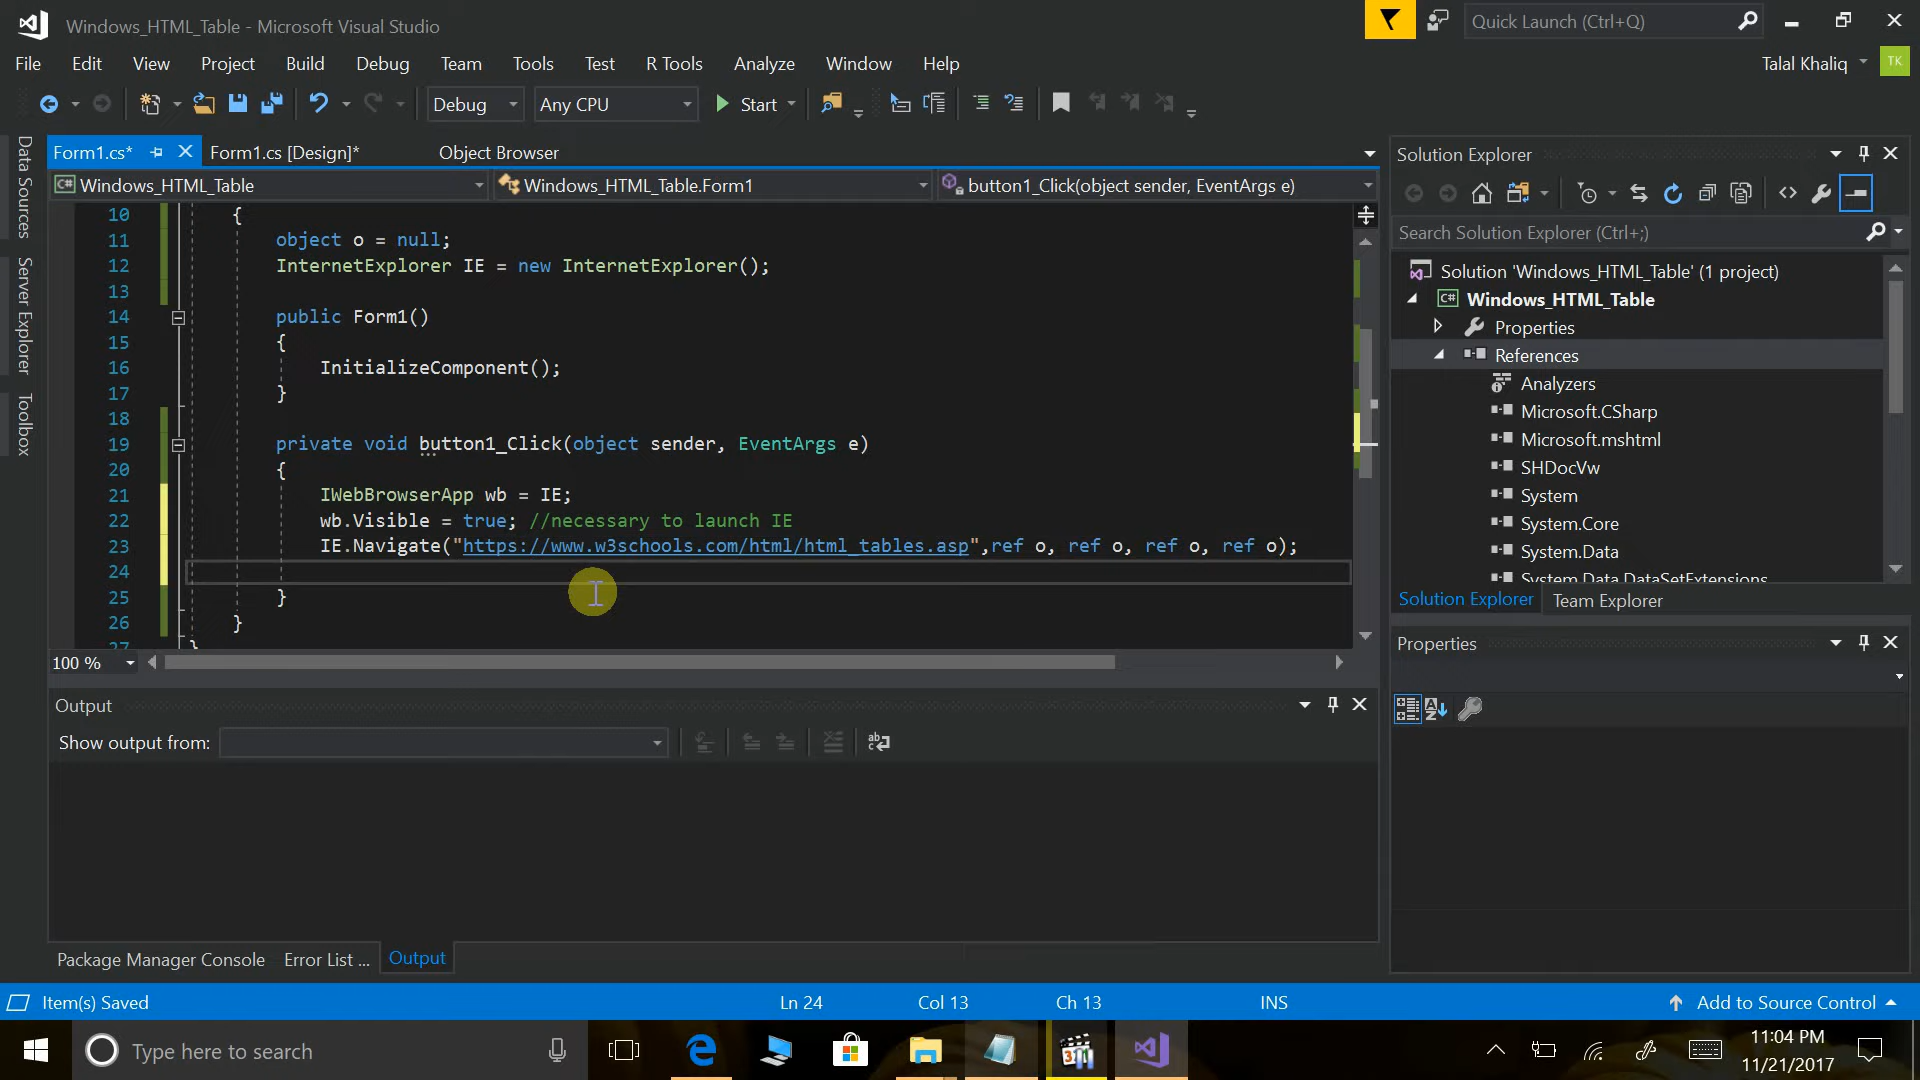 Windows_HTML_Table - Microsoft Visual Studio
Quick Launch (Ctrl+Q)
File Edit View Project Build Debug Team Tools Test R Tools Analyze Window Help
Talal Khaliq TK
Debug Any CPU Start
Data Sources
Server Explorer
Toolbox
Form1.cs* Form1.cs [Design]* Object Browser
C# Windows_HTML_Table Windows_HTML_Table.Form1 button1_Click(object sender, EventArgs e)
10 {
11 object o = null;
12 InternetExplorer IE = new InternetExplorer();
13
14 public Form1()
15 {
16 InitializeComponent();
17 }
18
19 private void button1_Click(object sender, EventArgs e)
20 {
21 IWebBrowserApp wb = IE;
22 wb.Visible = true; //necessary to launch IE
23 IE.Navigate("https://www.w3schools.com/html/html_tables.asp",ref o, ref o, ref o, ref o);
24
25 }
26 }
27 }
100 %
Output
Show output from:
Package Manager Console Error List ... Output
Solution Explorer
Search Solution Explorer (Ctrl+;)
Solution 'Windows_HTML_Table' (1 project)
C# Windows_HTML_Table
Properties
References
Analyzers
Microsoft.CSharp
Microsoft.mshtml
SHDocVw
System
System.Core
System.Data
System.Data.DataSetExtensions
Solution Explorer Team Explorer
Properties
Item(s) Saved Ln 24 Col 13 Ch 13 INS Add to Source Control
Type here to search
11:04 PM
11/21/2017